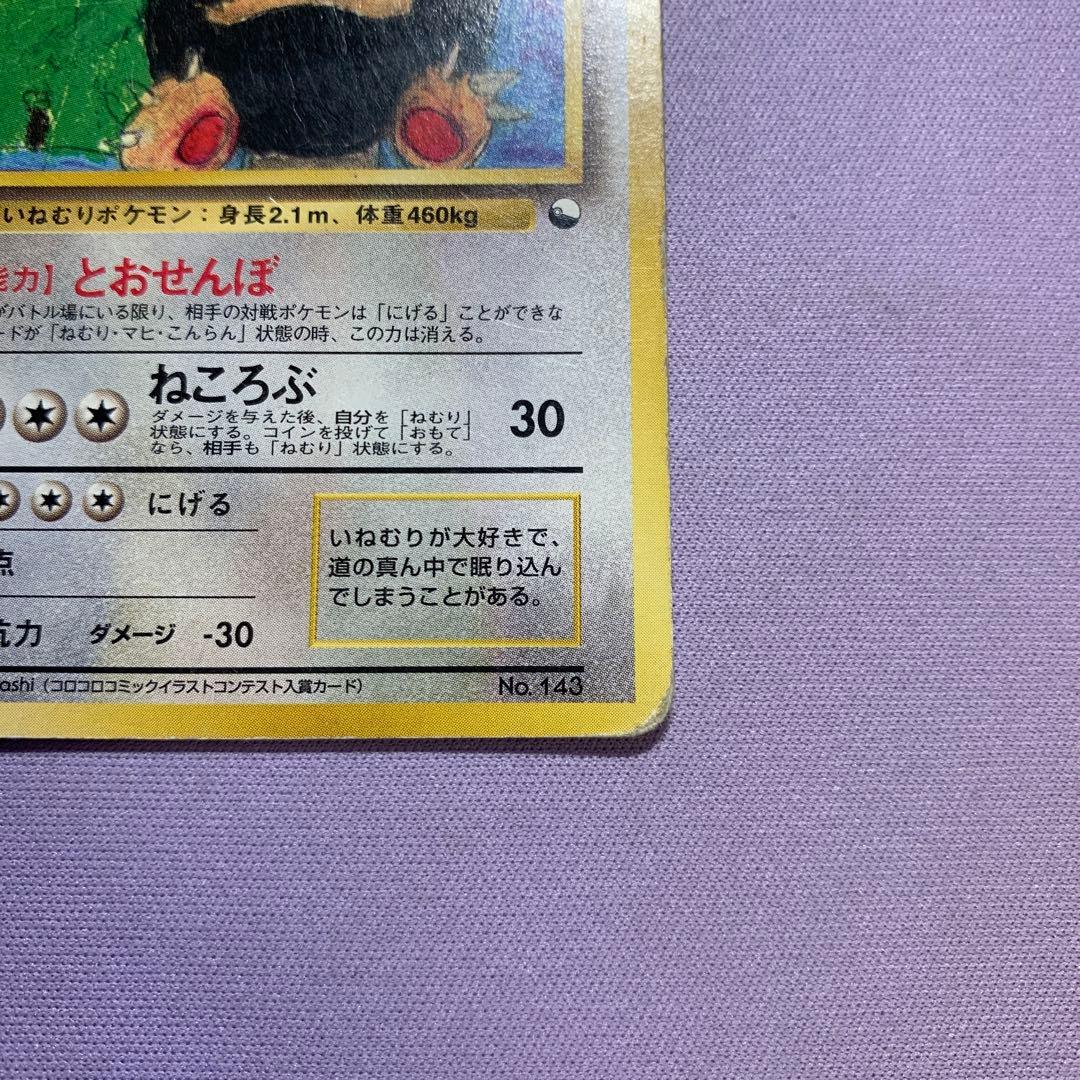 いねむりポケモン：身長2.1m、体重460kg
能力】とおせんぼ
がバトル場にいる限り、相手の対戦ポケモンは「にげる」ことができな
ードが「ねむり・マヒ・こんらん」状態の時、この力は消える。
ねころぶ
ダメージを与えた後、自分を「ねむり」
状態にする。コインを投げて「おもて」
なら、相手も「ねむり」状態にする。
30
にげる
点
抗力 ダメージ -30
いねむりが大好きで、
道の真ん中で眠り込ん
でしまうことがある。
ashi（コロコロコミックイラストコンテスト入賞カード）
No. 143